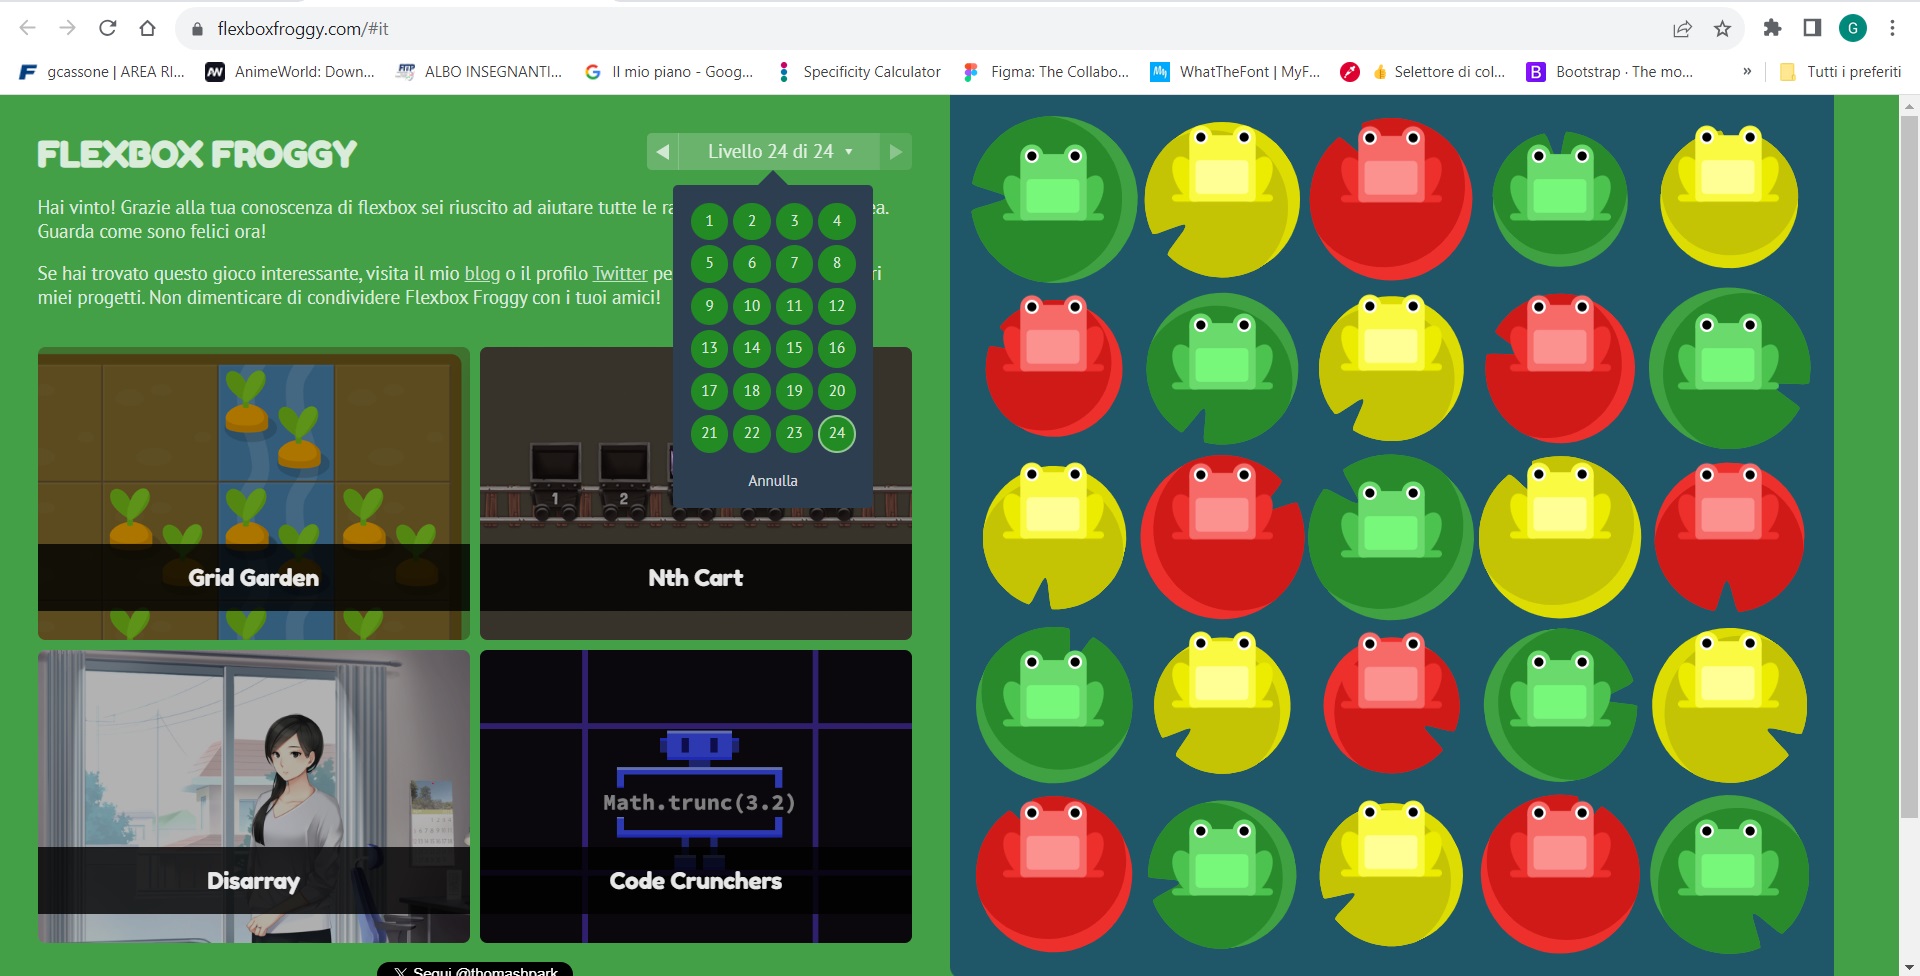 flexboxfroggy.com/#it
G
gcassone | AREA RI...
AnimeWorld: Down...
ALBO INSEGNANTI...
Il mio piano - Goog...
Specificity Calculator
Figma: The Collabo...
WhatTheFont | MyF...
Selettore di col...
Bootstrap · The mo...
»
Tutti i preferiti
FLEXBOX FROGGY
Livello 24 di 24
Hai vinto! Grazie alla tua conoscenza di flexbox sei riuscito ad aiutare tutte le
Guarda come sono felici ora!
Se hai trovato questo gioco interessante, visita il mio blog o il profilo Twitter
miei progetti. Non dimenticare di condividere Flexbox Froggy con i tuoi amici!
1 2 3 4
5 6 7 8
9 10 11 12
13 14 15 16
17 18 19 20
21 22 23 24
Annulla
1 2
Grid Garden
Nth Cart
Math.trunc(3.2)
Disarray
Code Crunchers
Segui @thomashpark